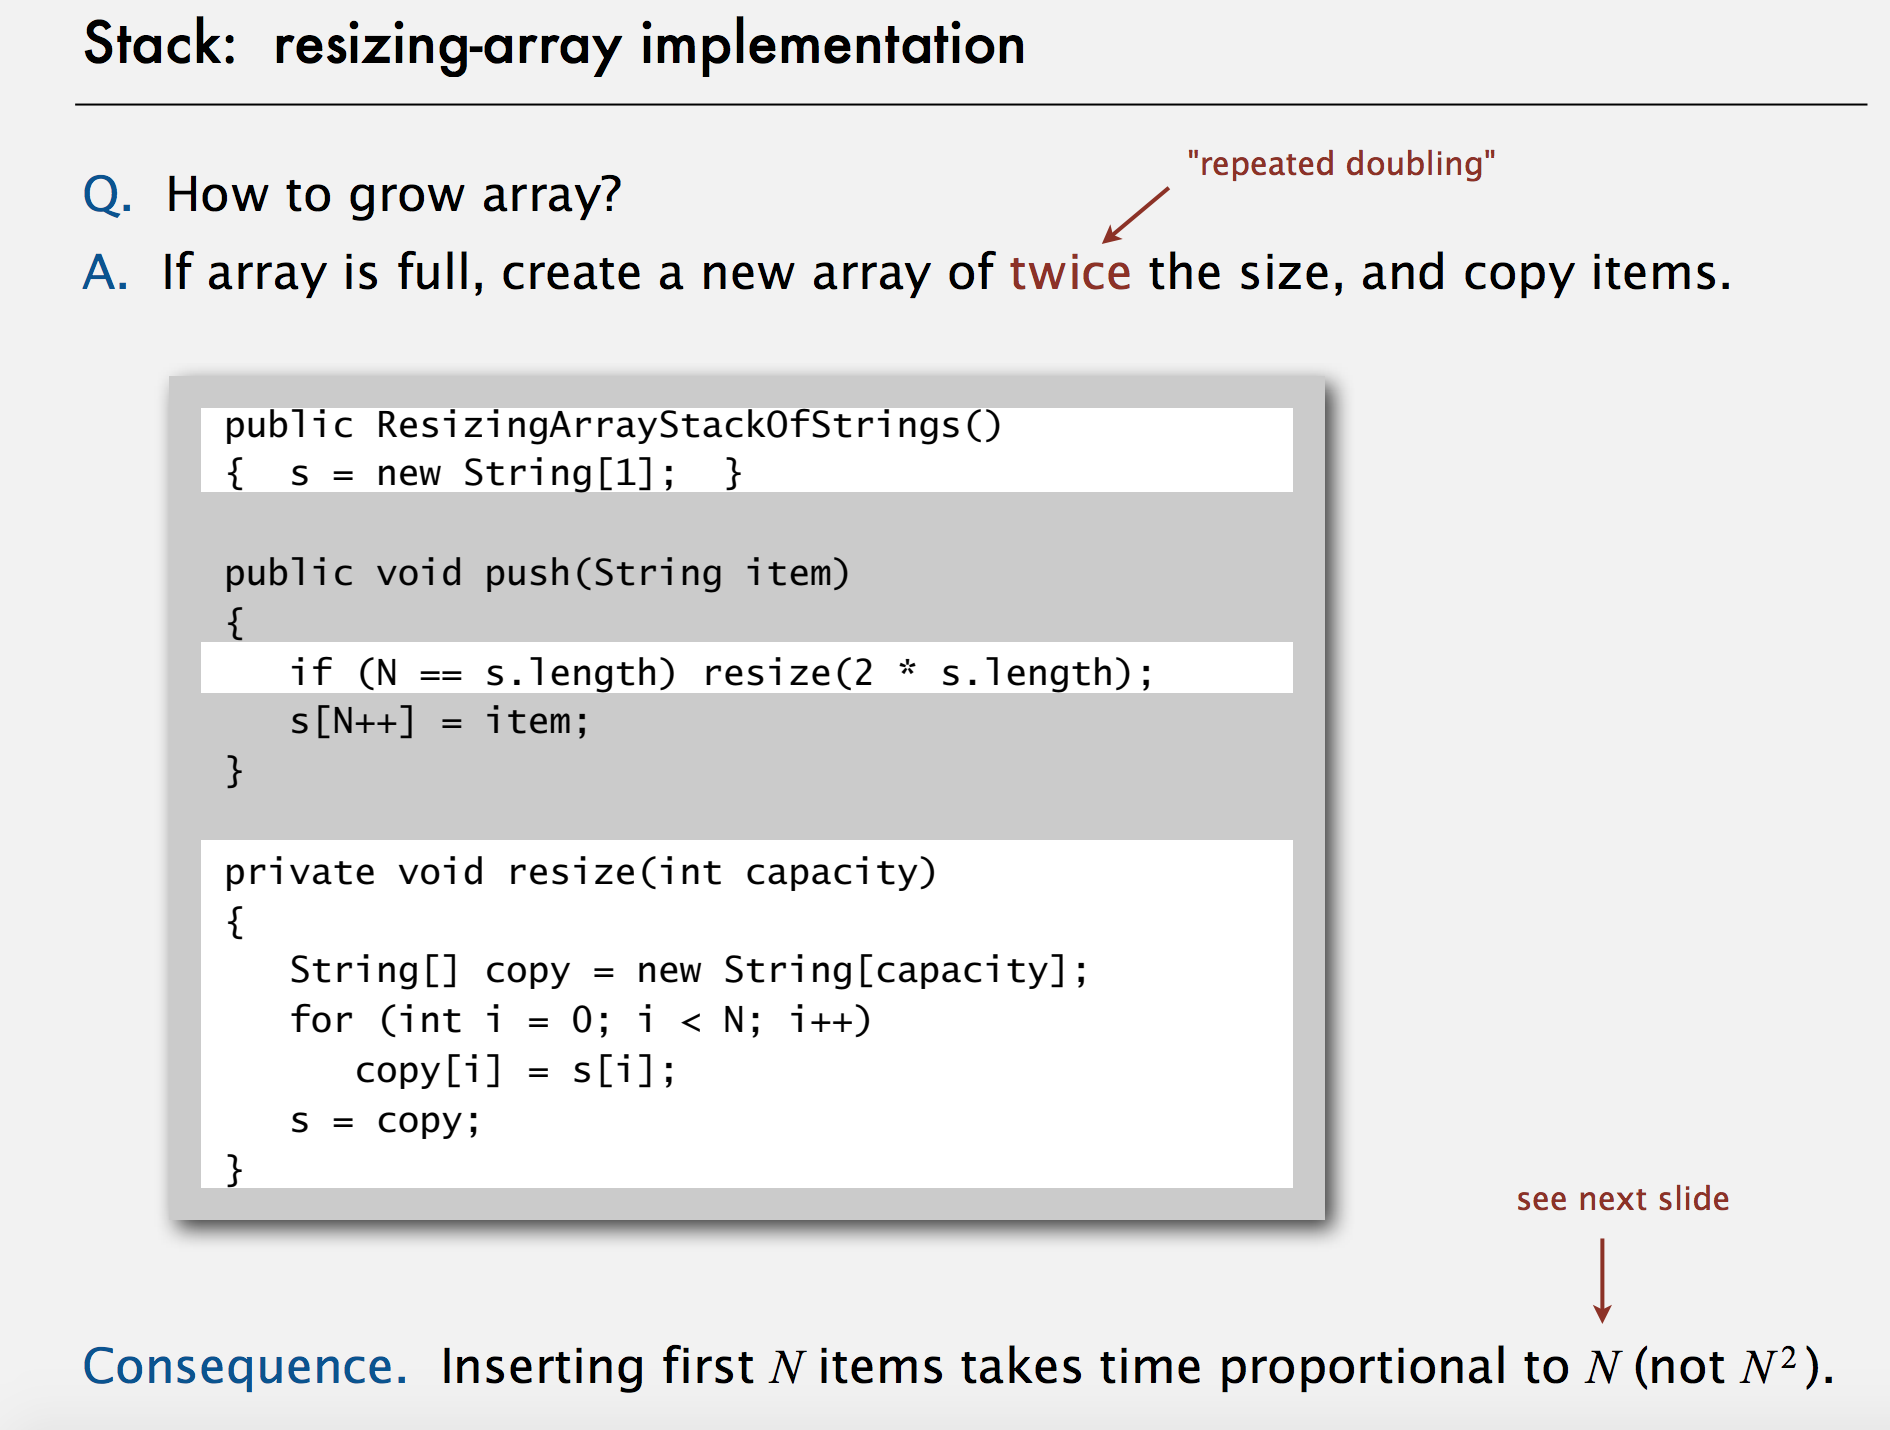 Stack: resizing-array implementation
"repeated doubling"
Q. How to grow array?
A. If array is full, create a new array of twice the size, and copy items.
public ResizingArrayStackOfStrings()
{  s = new String[1];  }
public void push(String item)
{
   if (N == s.length) resize(2 * s.length);
   s[N++] = item;
}
private void resize(int capacity)
{
   String[] copy = new String[capacity];
   for (int i = 0; i < N; i++)
      copy[i] = s[i];
   s = copy;
}
see next slide
Consequence. Inserting first N items takes time proportional to N (not N²).